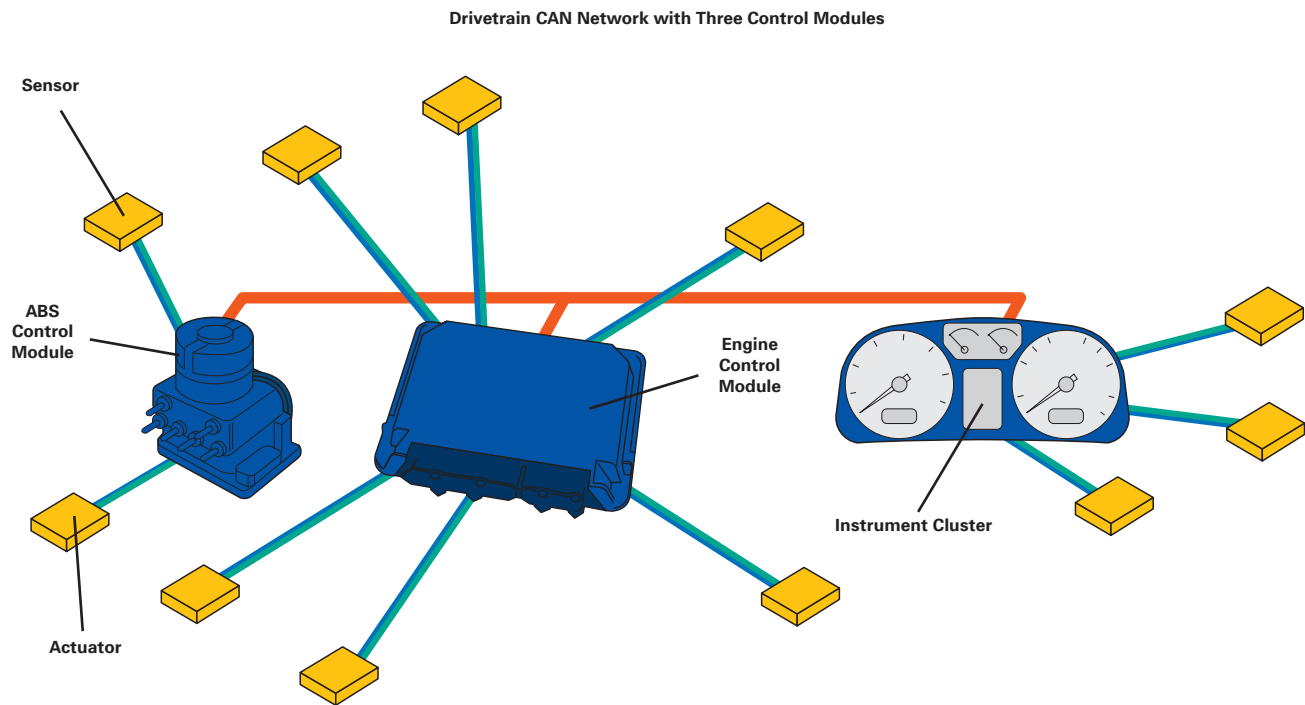 Drivetrain CAN Network with Three Control Modules
Sensor
ABS
Control
Module
Engine
Control
Module
Instrument Cluster
Actuator